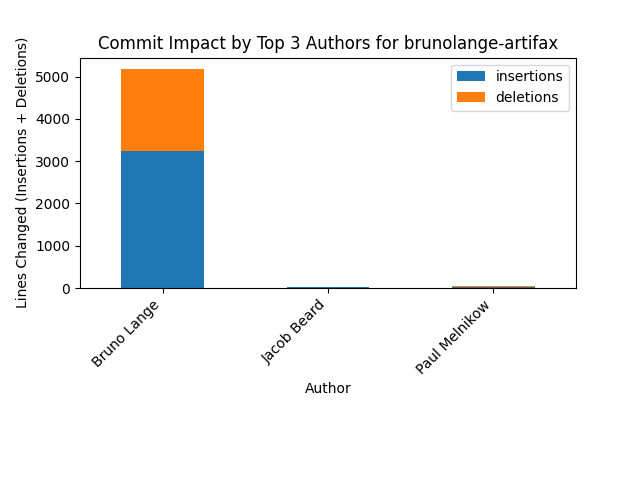 Commit Impact by Top 3 Authors for brunolange-artifax
Lines Changed (Insertions + Deletions)
5000
4000
3000
2000
1000
0
insertions
deletions
Bruno Lange
Jacob Beard
Paul Melnikow
Author